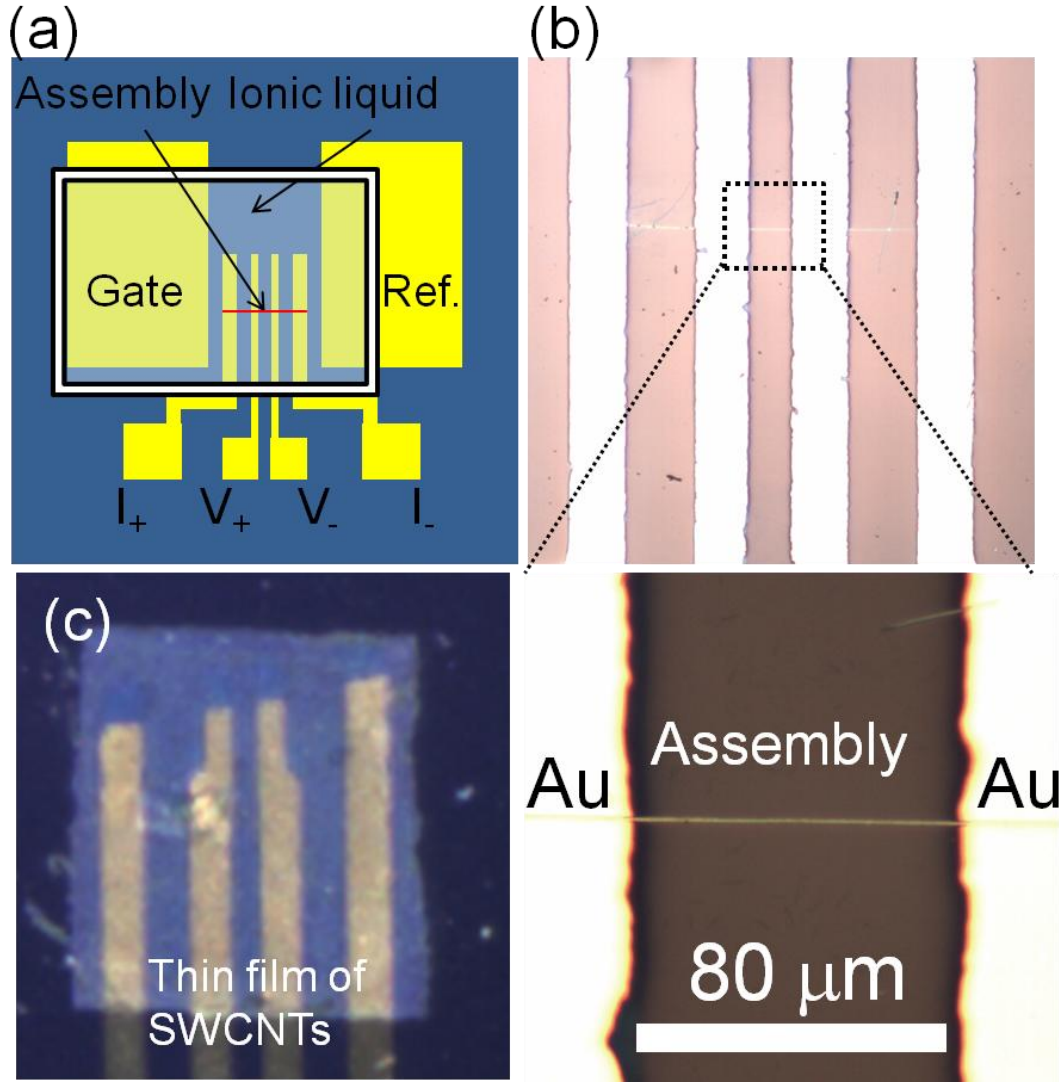 (a)
Assembly Ionic liquid
Gate
Ref.
I+
V+
V-
I-
(b)
(c)
Thin film of
SWCNTs
Assembly
Au
Au
80 μm